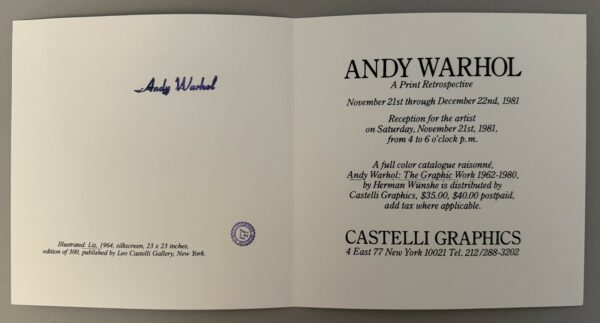 Andy Warhol
Illustrated: Liz, 1964, silkscreen, 23 x 23 inches,
edition of 300, published by Leo Castelli Gallery, New York.
ANDY WARHOL
A Print Retrospective
November 21st through December 22nd, 1981
Reception for the artist
on Saturday, November 21st, 1981,
from 4 to 6 o'clock p.m.
A full color catalogue raisonné,
Andy Warhol: The Graphic Work 1962-1980,
by Herman Wünshe is distributed by
Castelli Graphics, $35.00, $40.00 postpaid,
add tax where applicable.
CASTELLI GRAPHICS
4 East 77 New York 10021 Tel. 212/288-3202